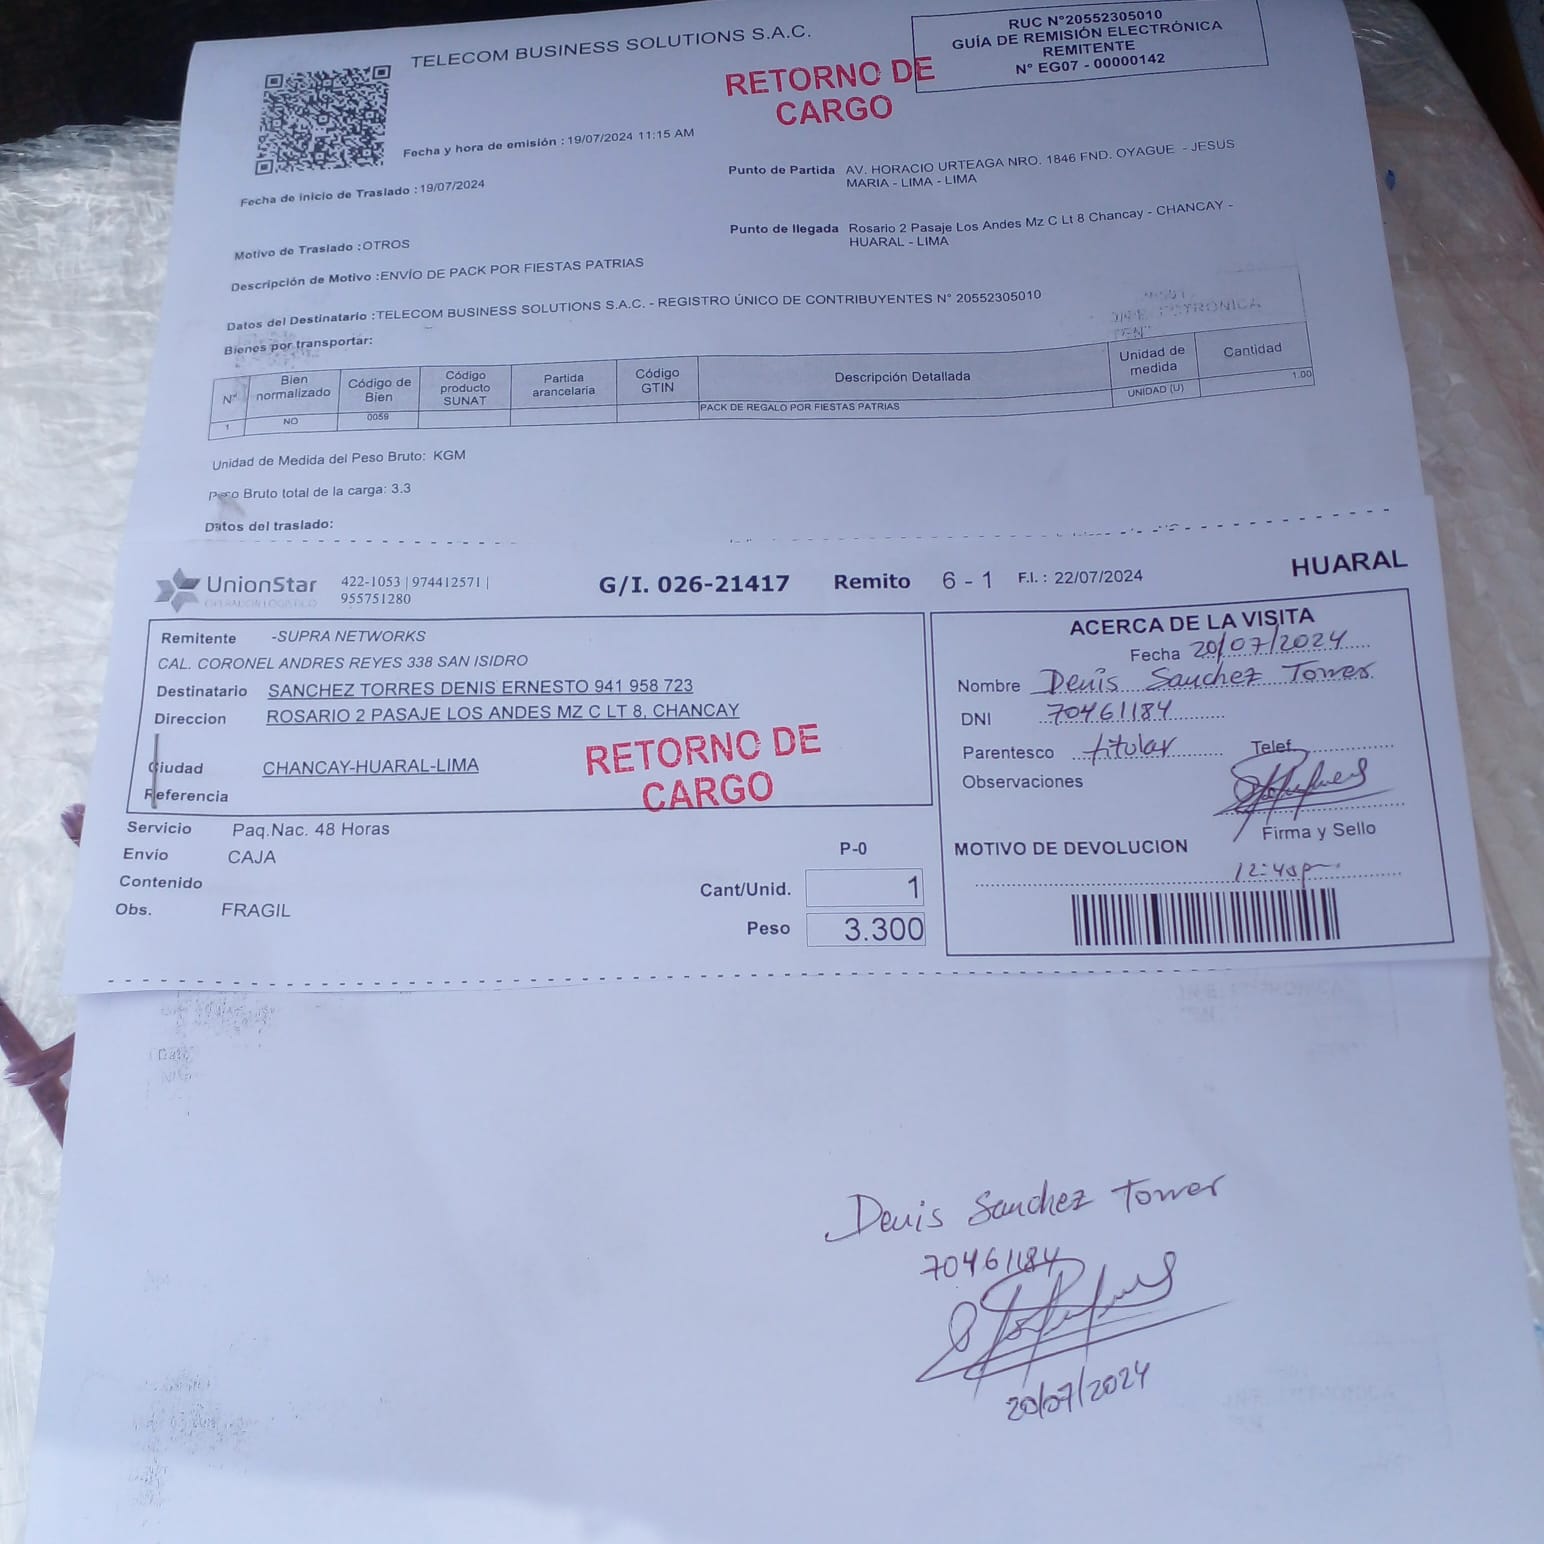 TELECOM BUSINESS SOLUTIONS S.A.C.
RUC N°20552305010
GUÍA DE REMISIÓN ELECTRÓNICA
REMITENTE
N° EG07 - 00000142
RETORNO DE
CARGO
Fecha y hora de emisión : 19/07/2024 11:15 AM
Fecha de inicio de Traslado : 19/07/2024
Punto de Partida AV. HORACIO URTEAGA NRO. 1846 FND. OYAGUE - JESUS
MARIA - LIMA - LIMA
Motivo de Traslado : OTROS
Punto de llegada Rosario 2 Pasaje Los Andes Mz C Lt 8 Chancay - CHANCAY -
HUARAL - LIMA
Descripción de Motivo : ENVÍO DE PACK POR FIESTAS PATRIAS
Datos del Destinatario : TELECOM BUSINESS SOLUTIONS S.A.C. - REGISTRO ÚNICO DE CONTRIBUYENTES N° 20552305010
Bienes por transportar:
N° Bien normalizado Código de Bien Código producto SUNAT Partida arancelaria Código GTIN Descripción Detallada Unidad de medida Cantidad
1 NO 0059 PACK DE REGALO POR FIESTAS PATRIAS UNIDAD (U) 1.00
Unidad de Medida del Peso Bruto: KGM
Peso Bruto total de la carga: 3.3
Datos del traslado:
UnionStar
OPERADOR LOGISTICO
422-1053 | 974412571 |
955751280
G/I. 026-21417 Remito 6 - 1 F.I. : 22/07/2024 HUARAL
Remitente -SUPRA NETWORKS
CAL. CORONEL ANDRES REYES 338 SAN ISIDRO
Destinatario SANCHEZ TORRES DENIS ERNESTO 941 958 723
Direccion ROSARIO 2 PASAJE LOS ANDES MZ C LT 8, CHANCAY
RETORNO DE
CARGO
Ciudad CHANCAY-HUARAL-LIMA
Referencia
Servicio Paq.Nac. 48 Horas
Envio CAJA
Contenido
Obs. FRAGIL
P-0
Cant/Unid. 1
Peso 3.300
ACERCA DE LA VISITA
Fecha 20/07/2024
Nombre Denis Sanchez Torres
DNI 70461184
Parentesco titular Telef
Observaciones
Firma y Sello
MOTIVO DE DEVOLUCION
Denis Sanchez Torres
70461184
20/07/2024